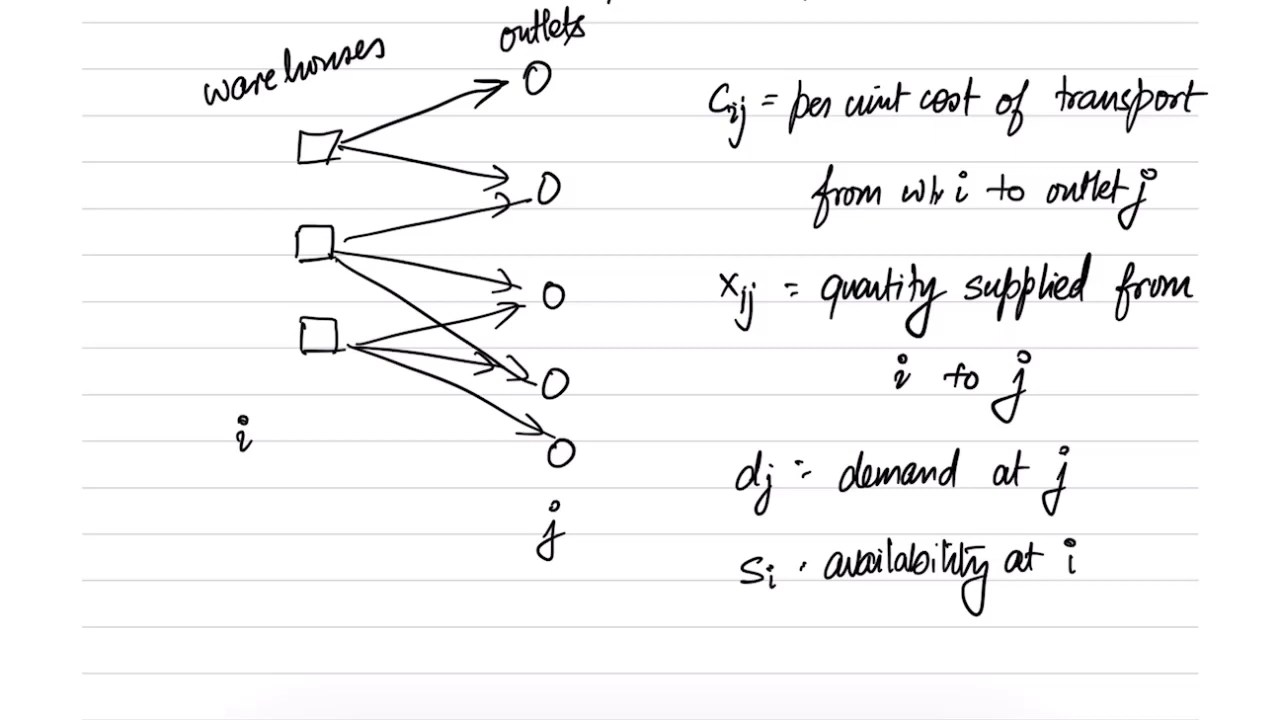 outlets
warehouses
Cij = per unit cost of transport
from wh i to outlet j
xij = quantity supplied from
i to j
i
dj : demand at j
j
Si . availability at i